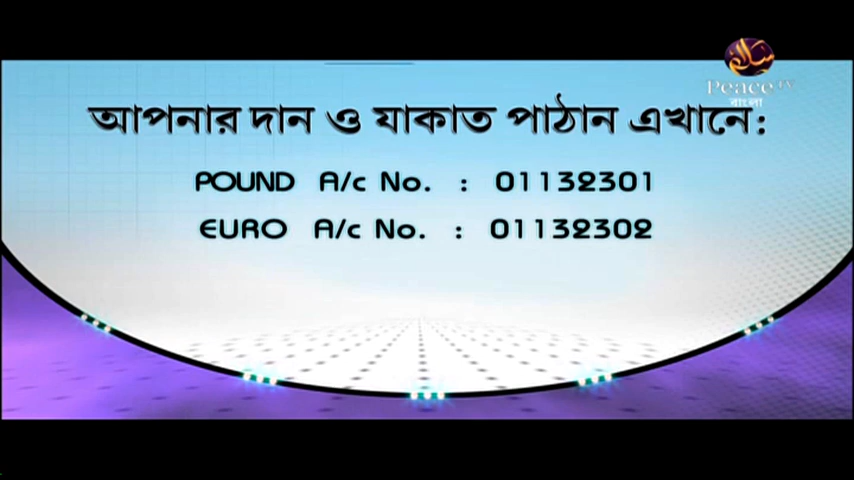 Peace TV
বাংলা
আপনার দান ও যাকাত পাঠান এখানে:
POUND A/c No. : 01132301
EURO A/c No. : 01132302